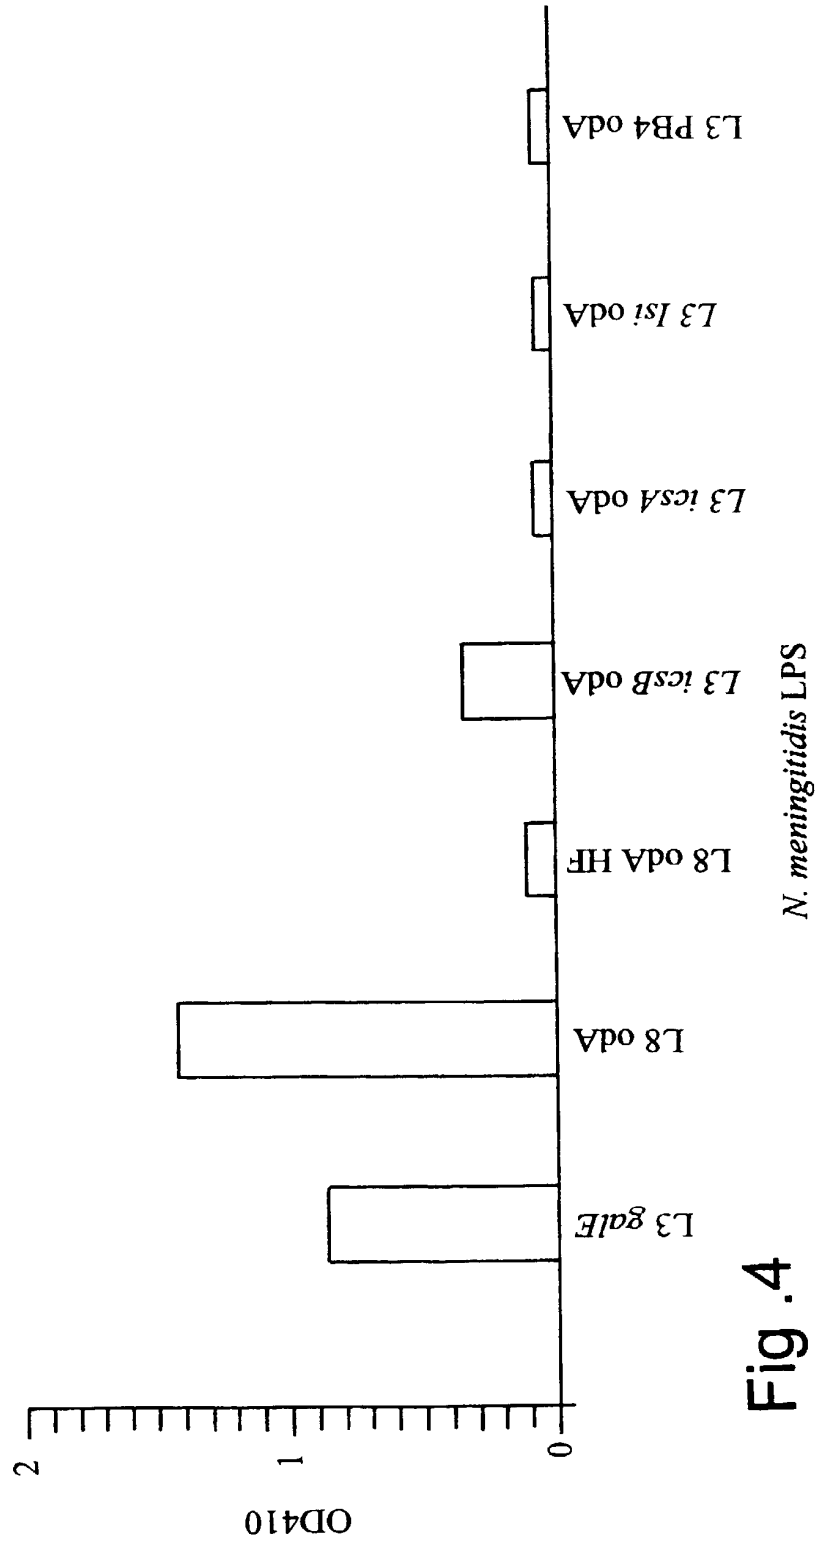 OD410
2
1
0
L3 galE
L8 odA
L8 odA HF
L3 icsB odA
L3 icsA odA
L3 Isi odA
L3 PB4 odA
N. meningitidis LPS
Fig .4